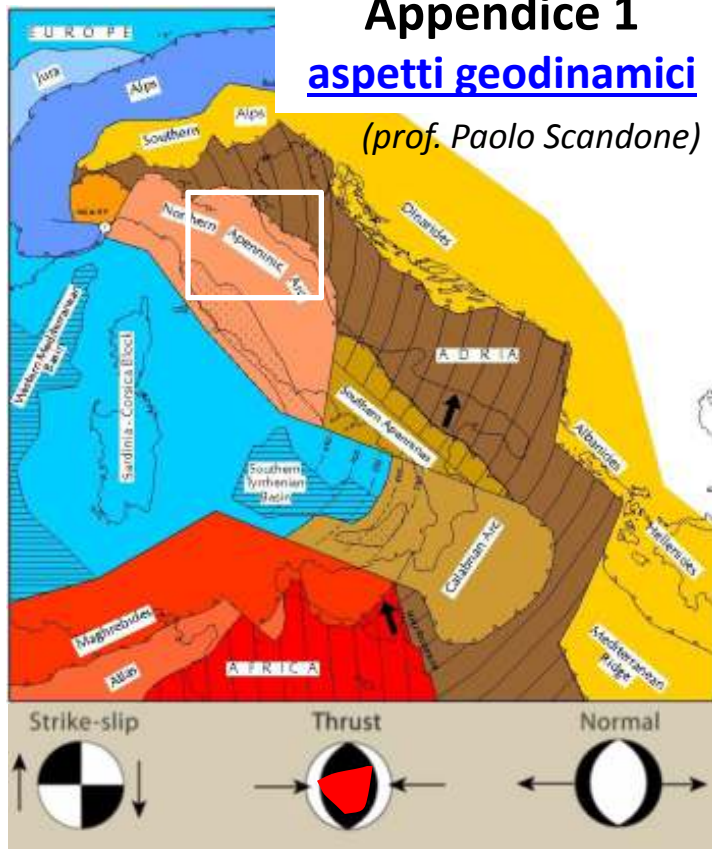 Appendice 1
aspetti geodinamici
(prof. Paolo Scandone)
EUROPE
Jura
Alps
Southern Alps
Dinarides
Northern Apenninic Arc
Western Mediterranean Basin
Sardinia - Corsica Block
ADRIA
Southern Apennines
Albanides
Southern Tyrrhenian Basin
Hellenides
Calabrian Arc
Maghrebides
Atlas
AFRICA
Mediterranean Ridge
Strike-slip
Thrust
Normal